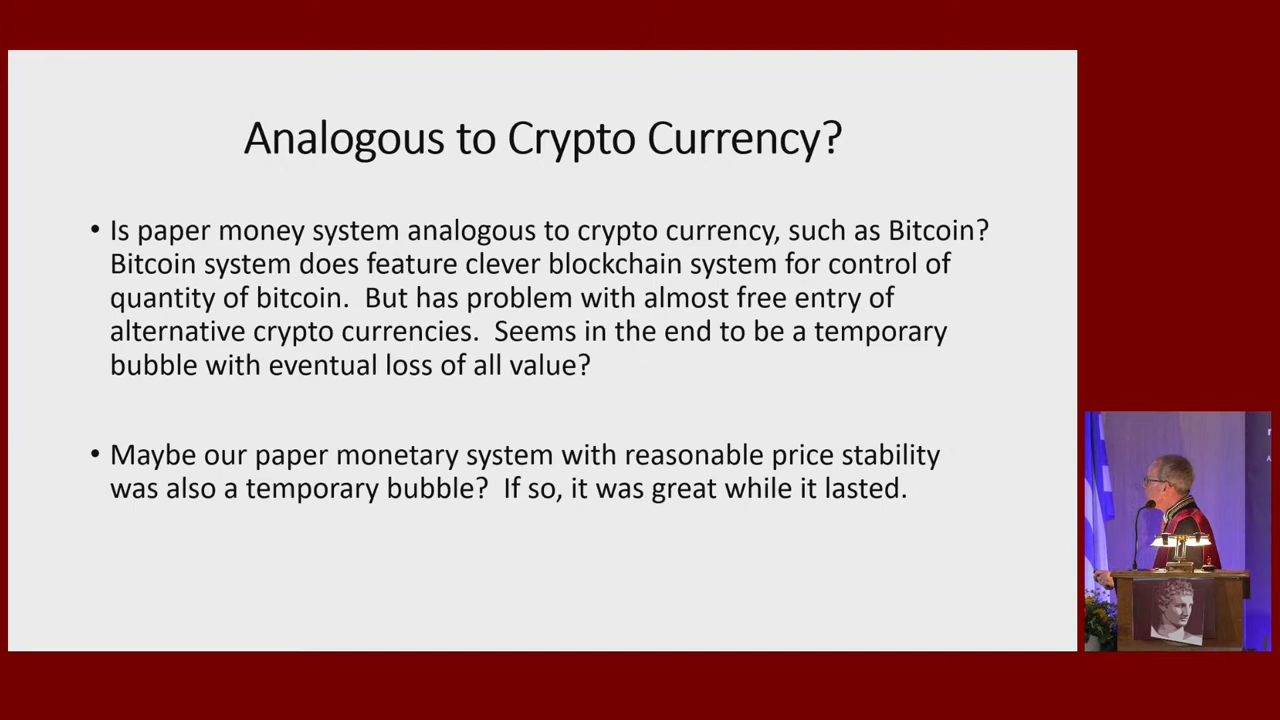 Analogous to Crypto Currency?
• Is paper money system analogous to crypto currency, such as Bitcoin?
Bitcoin system does feature clever blockchain system for control of
quantity of bitcoin.  But has problem with almost free entry of
alternative crypto currencies.  Seems in the end to be a temporary
bubble with eventual loss of all value?
• Maybe our paper monetary system with reasonable price stability
was also a temporary bubble?  If so, it was great while it lasted.